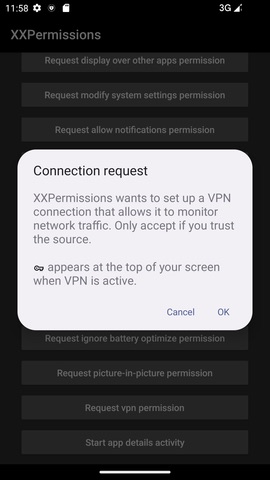 11:58
3G
XXPermissions
Request display over other apps permission
Request modify system settings permission
Request allow notifications permission
Connection request
XXPermissions wants to set up a VPN
connection that allows it to monitor
network traffic. Only accept if you trust
the source.
appears at the top of your screen
when VPN is active.
Cancel
OK
Request ignore battery optimize permission
Request picture-in-picture permission
Request vpn permission
Start app details activity